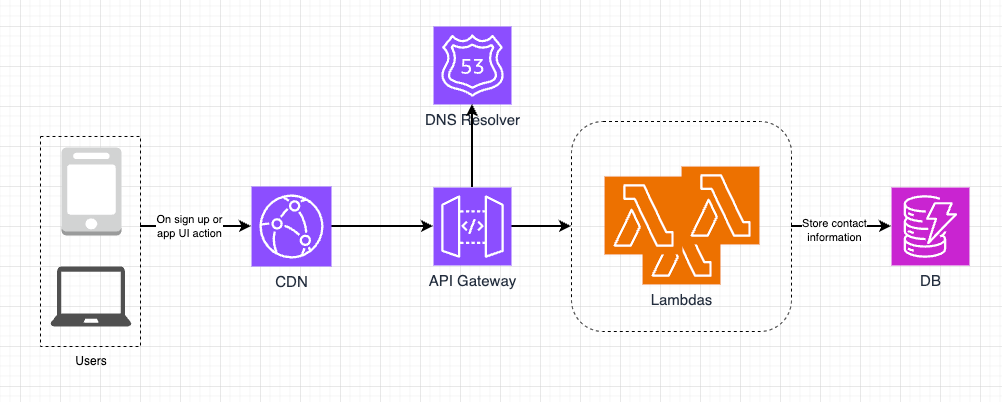 53
DNS Resolver
On sign up or
app UI action
Store contact
information
CDN
</>
API Gateway
Lambdas
DB
Users